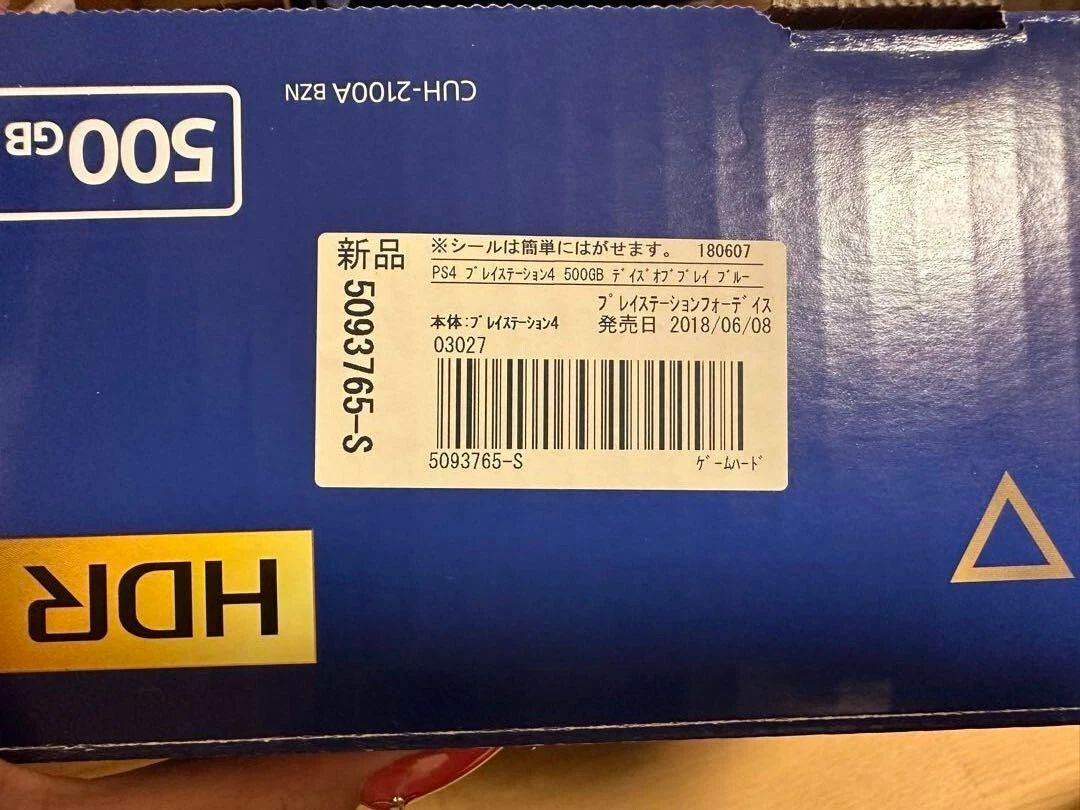 CUH-2100A BZN
500GB
新品
5093765-S
※シールは簡単にはがせます。 180607
PS4 プレイステーション4 500GB デイズオブプレイ ブルー
プレイステーションフォーデイス
本体:プレイステーション4 発売日 2018/06/08
03027
5093765-S ゲームハード
HDR